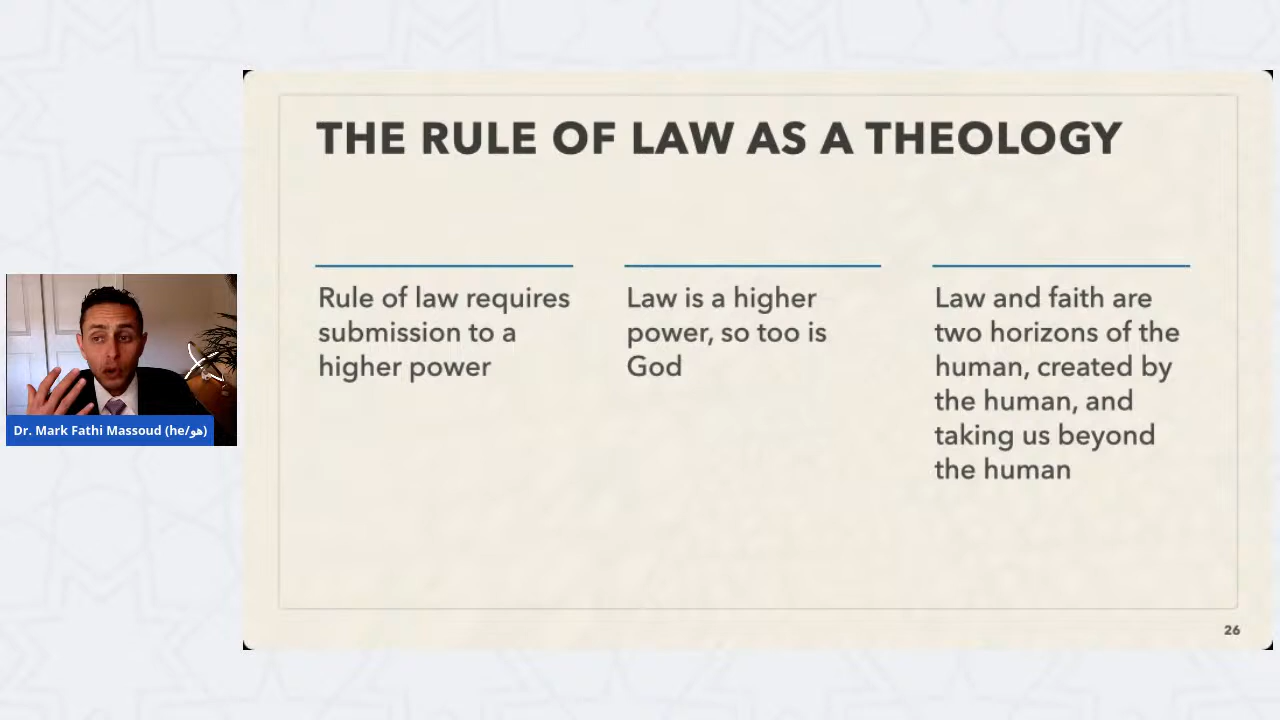 THE RULE OF LAW AS A THEOLOGY
Rule of law requires
submission to a
higher power
Law is a higher
power, so too is
God
Law and faith are
two horizons of the
human, created by
the human, and
taking us beyond
the human
Dr. Mark Fathi Massoud (he/هو)
26